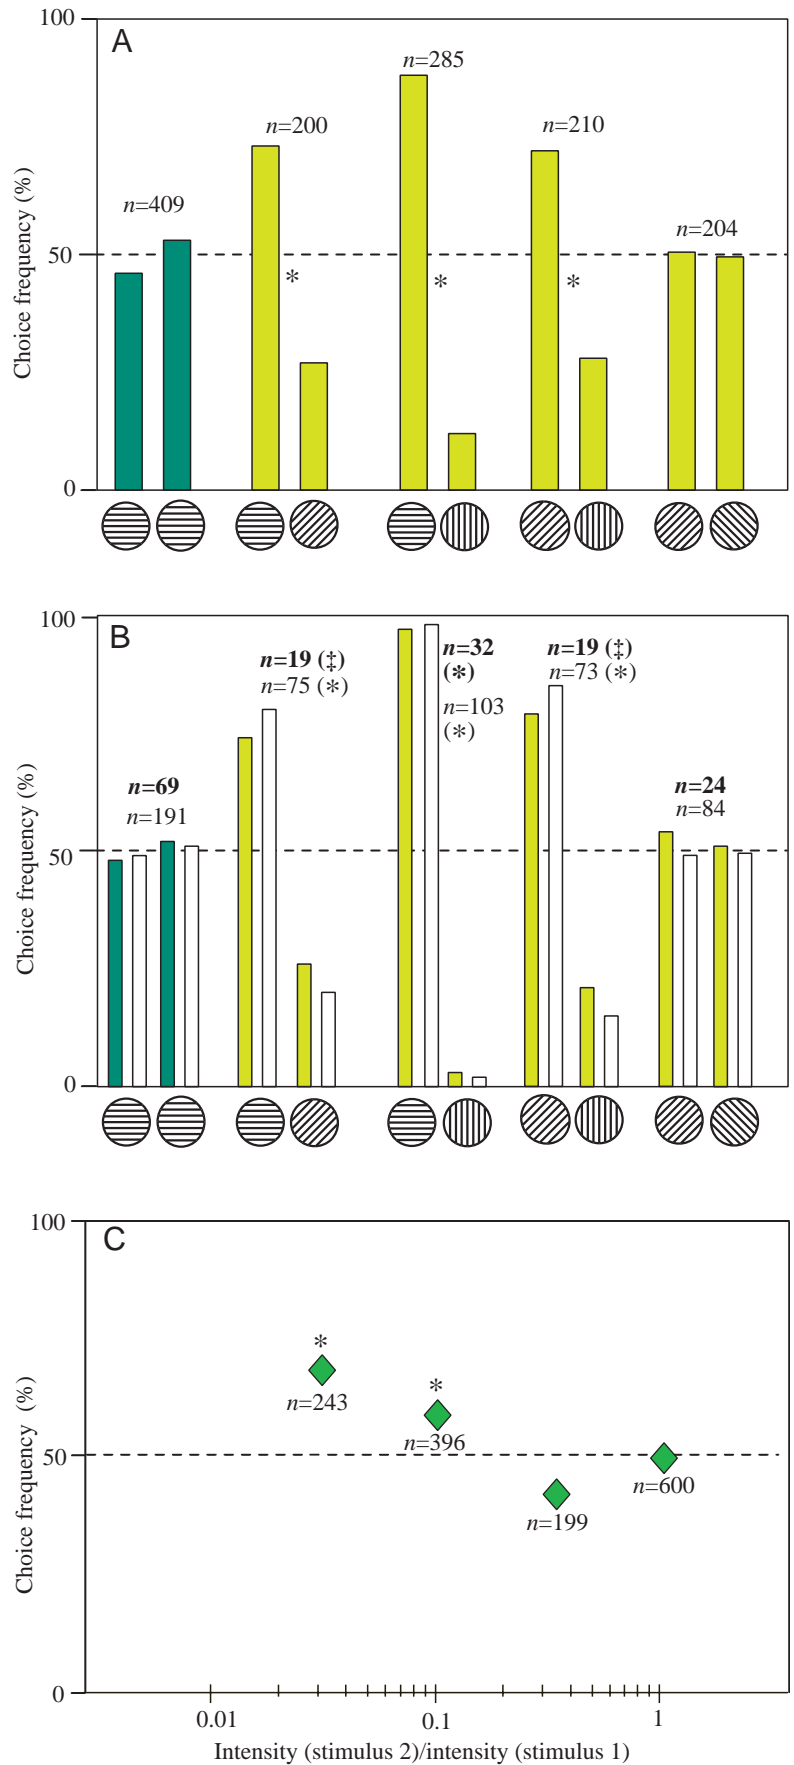 100
A
n=285
n=200
n=210
n=409
n=204
50
*
*
*
0
Choice frequency (%)
100
B
n=19 (‡)
n=75 (*)
n=32
(*)
n=103
(*)
n=19 (‡)
n=73 (*)
n=69
n=191
n=24
n=84
50
0
Choice frequency (%)
100
C
*
n=243
*
n=396
50
n=600
n=199
0
Choice frequency (%)
0.01
0.1
1
Intensity (stimulus 2)/intensity (stimulus 1)